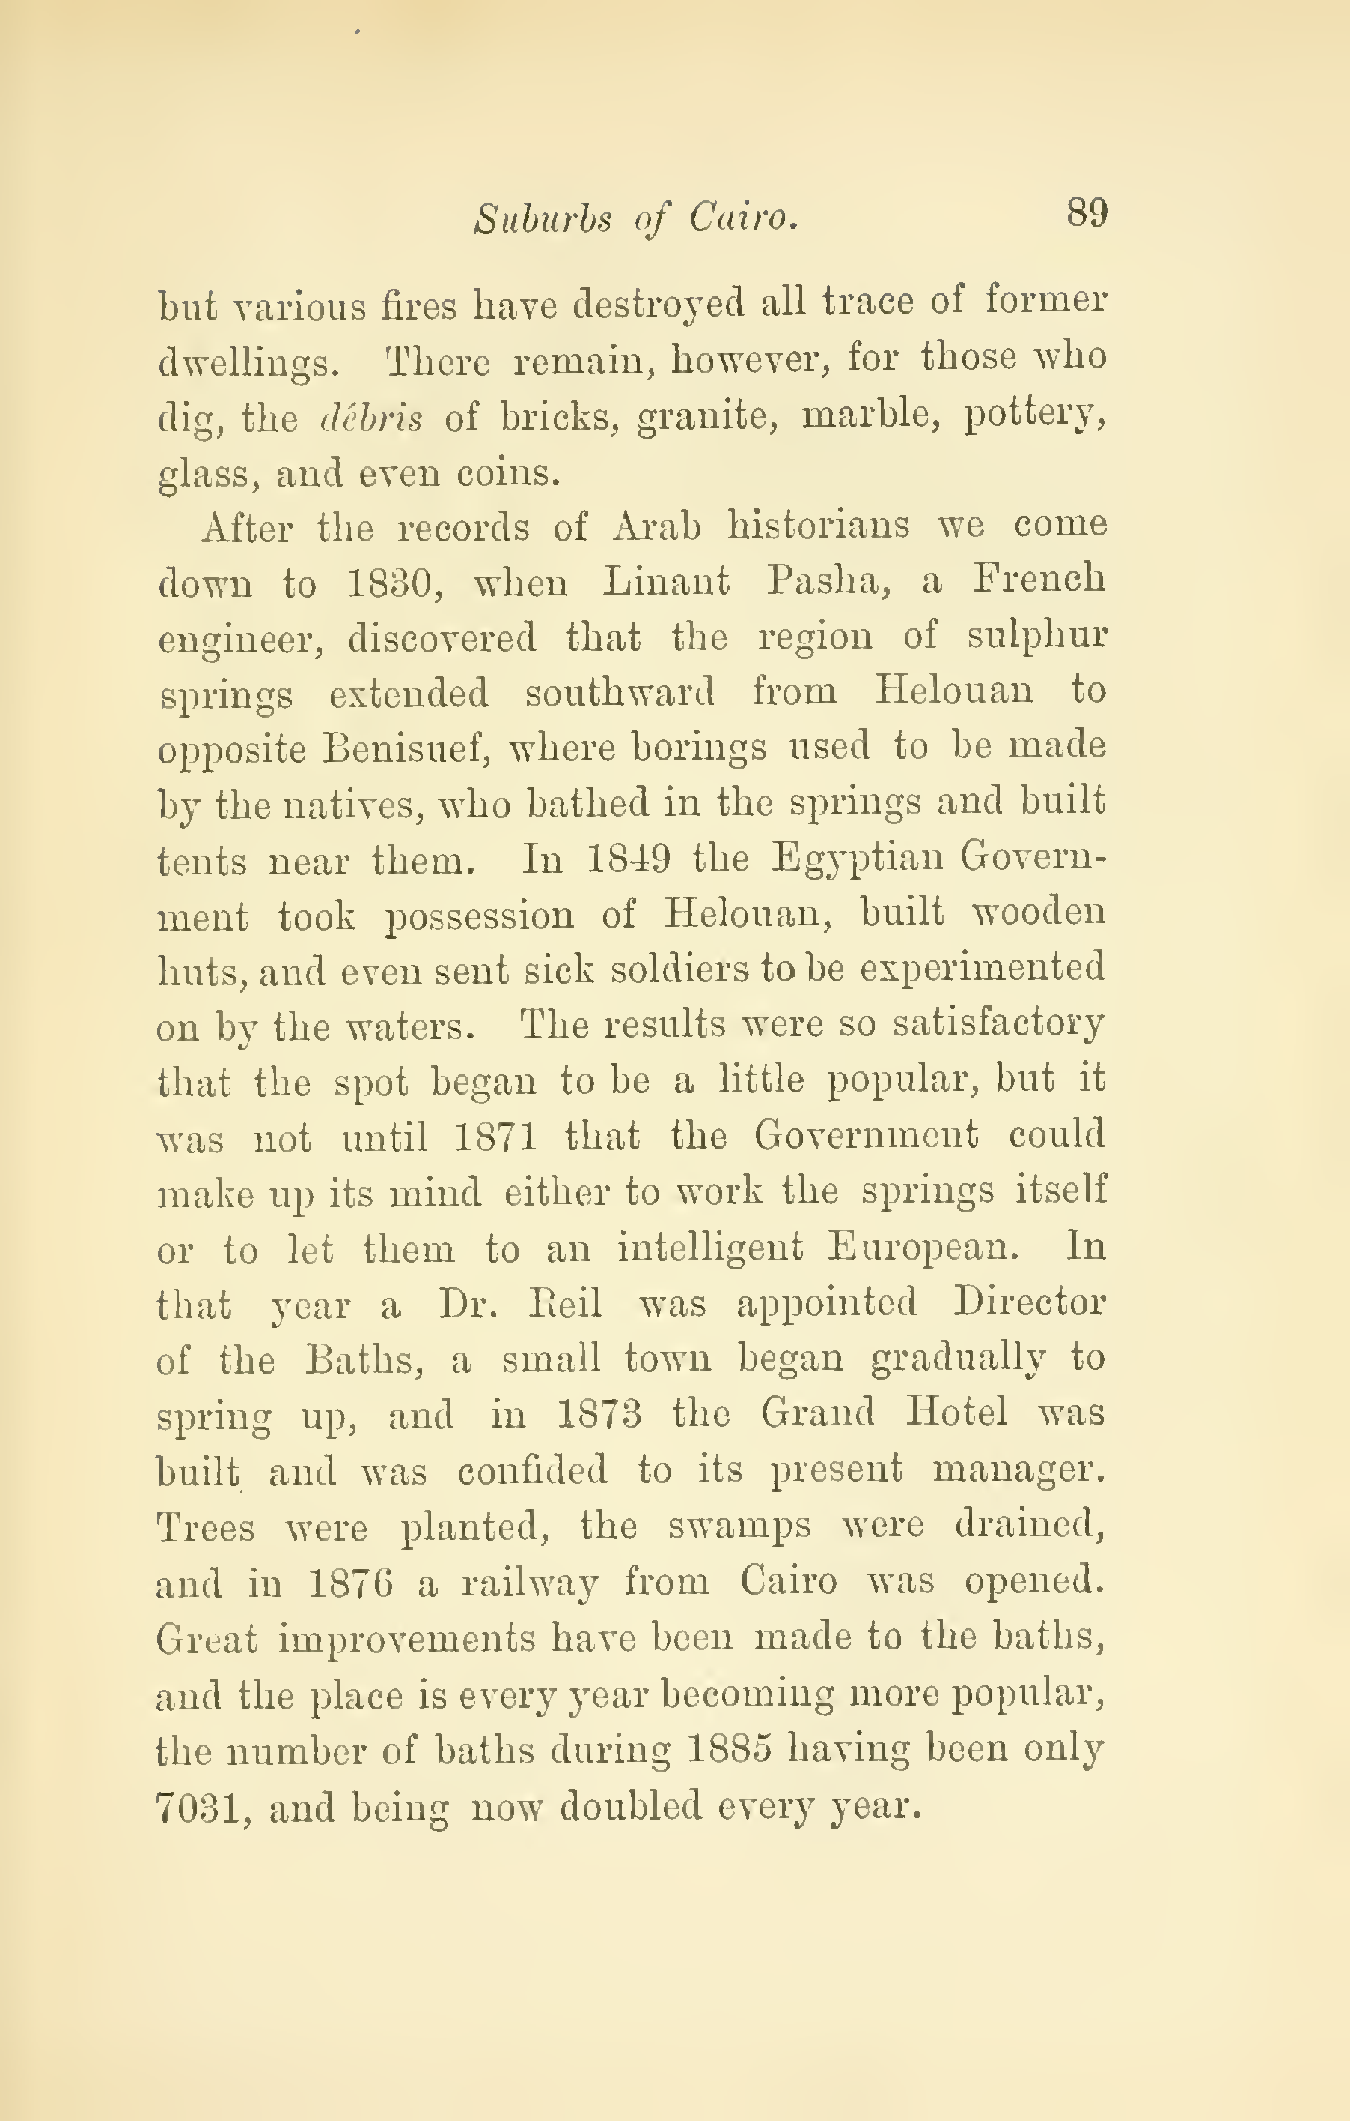 Suburbs of Cairo. 89
but various fires have destroyed all trace of former
dwellings. There remain, however, for those who
dig, the débris of bricks, granite, marble, pottery,
glass, and even coins.
After the records of Arab historians we come
down to 1830, when Linant Pasha, a French
engineer, discovered that the region of sulphur
springs extended southward from Helouan to
opposite Benisuef, where borings used to be made
by the natives, who bathed in the springs and built
tents near them. In 1849 the Egyptian Govern-
ment took possession of Helouan, built wooden
huts, and even sent sick soldiers to be experimented
on by the waters. The results were so satisfactory
that the spot began to be a little popular, but it
was not until 1871 that the Government could
make up its mind either to work the springs itself
or to let them to an intelligent European. In
that year a Dr. Reil was appointed Director
of the Baths, a small town began gradually to
spring up, and in 1873 the Grand Hotel was
built and was confided to its present manager.
Trees were planted, the swamps were drained,
and in 1876 a railway from Cairo was opened.
Great improvements have been made to the baths,
and the place is every year becoming more popular,
the number of baths during 1885 having been only
7031, and being now doubled every year.